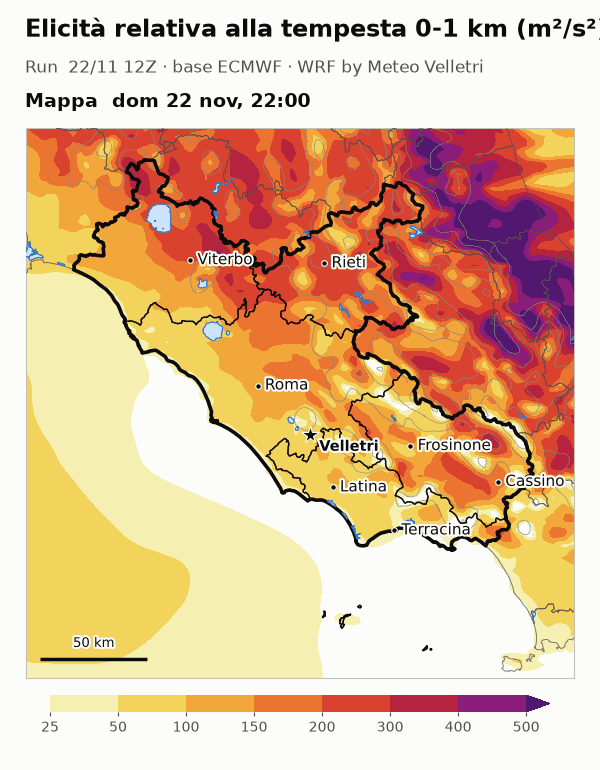 Elicità relativa alla tempesta 0-1 km (m²/s²)
Run  22/11 12Z · base ECMWF · WRF by Meteo Velletri
Mappa  dom 22 nov, 22:00
Viterbo
Rieti
Roma
Velletri
Frosinone
Latina
Cassino
Terracina
50 km
25 50 100 150 200 300 400 500